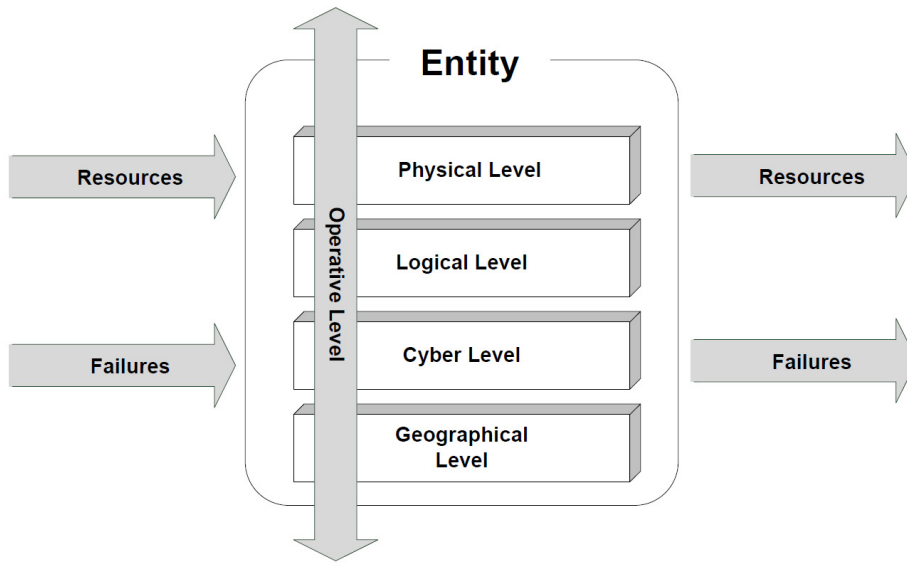 Entity
Resources
Physical Level
Resources
Operative Level
Logical Level
Failures
Cyber Level
Failures
Geographical
Level